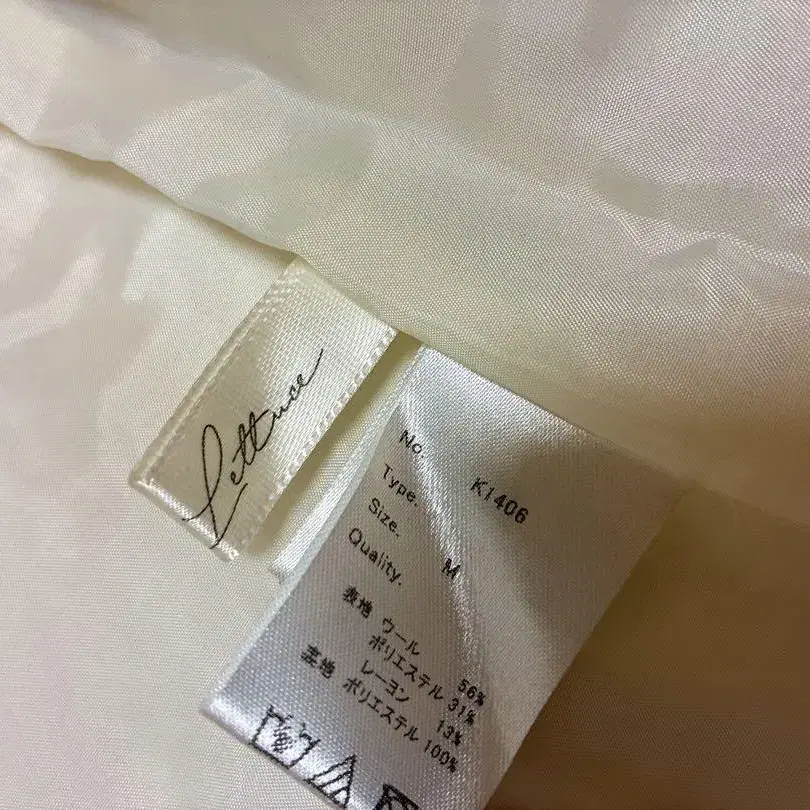 Lettuce
No. K1406
Type.
Size. M
Quality.
表地 ウール 56%
ポリエステル 31%
レーヨン 13%
裏地 ポリエステル 100%